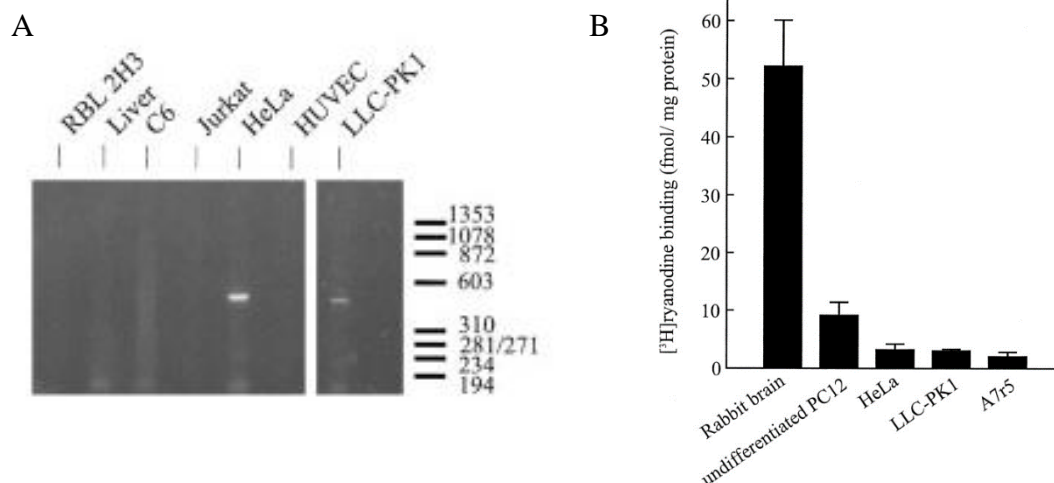 A
RBL 2H3
Liver
C6
Jurkat
HeLa
HUVEC
LLC-PK1
1353
1078
872
603
310
281/271
234
194
B
[³H]ryanodine binding (fmol/ mg protein)
60
50
40
30
20
10
0
Rabbit brain
undifferentiated PC12
HeLa
LLC-PK1
A7r5